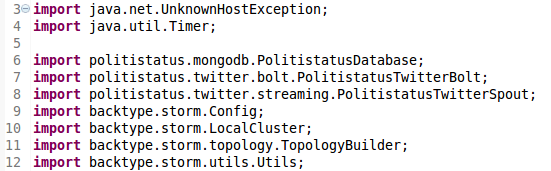 3 import java.net.UnknownHostException;
4 import java.util.Timer;
5
6 import politistatus.mongodb.PolitistatusDatabase;
7 import politistatus.twitter.bolt.PolitistatusTwitterBolt;
8 import politistatus.twitter.streaming.PolitistatusTwitterSpout;
9 import backtype.storm.Config;
10 import backtype.storm.LocalCluster;
11 import backtype.storm.topology.TopologyBuilder;
12 import backtype.storm.utils.Utils;